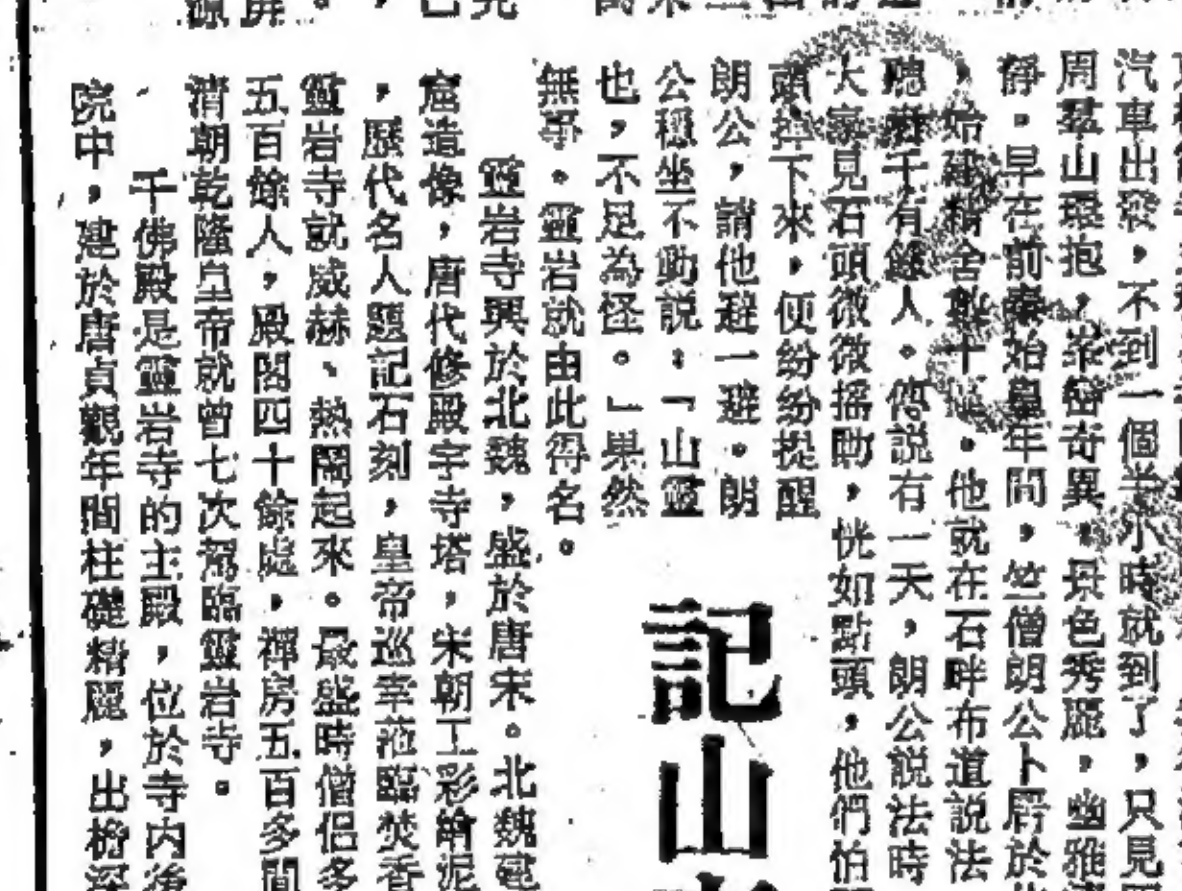 汽車出發，不到一個半小時就到了，只見
周羣山環抱，峯巒奇異，景色秀麗，幽雅
靜。早在前秦始皇年間，竺僧朗公卜居於
，始建精舍數十。他就在石畔布道説法
聽者千有餘人。傳説有一天，朗公説法時
大家見石頭微微搖動，恍如點頭，他們怕
頭掉下來，便紛紛提醒
朗公，請他避一避。朗
公穩坐不動説：「山靈
也，不足為怪。」果然
無事。靈岩就由此得名。
記山
靈岩寺興於北魏，盛於唐宋。北魏
窟造像，唐代修殿宇寺塔，宋朝工彩繪泥
，歷代名人題記石刻，皇帝巡幸蒞臨焚香
靈岩寺就威赫、熱鬧起來。最盛時僧侣多
五百餘人，殿閣四十餘處，禪房五百多間
清朝乾隆皇帝就曾七次駕臨靈岩寺。
千佛殿是靈岩寺的主殿，位於寺内後
院中，建於唐貞觀年間柱礎精麗，出檐深